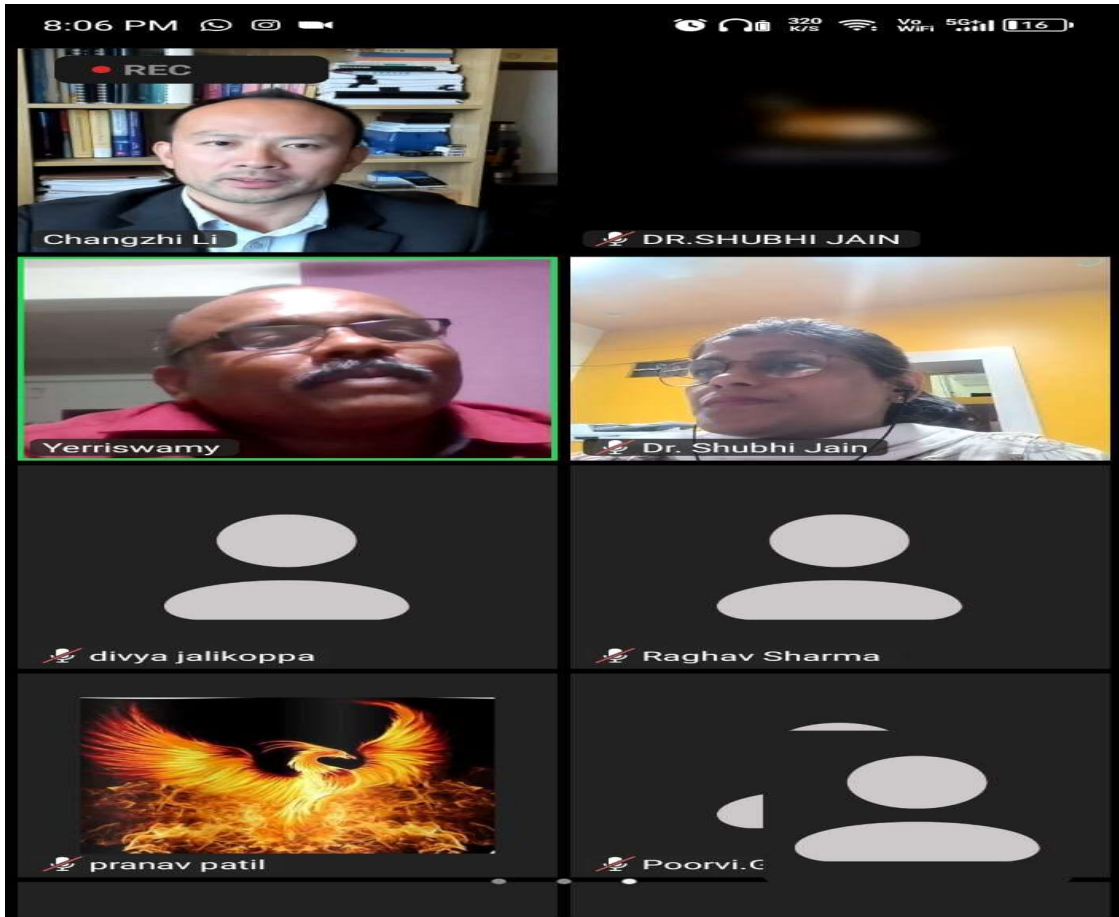 8:06 PM 320 K/S Vo WiFi 5G+ 16
REC
Changzhi Li
DR.SHUBHI JAIN
Yerriswamy
Dr. Shubhi Jain
divya jalikoppa
Raghav Sharma
pranav patil
Poorvi.G